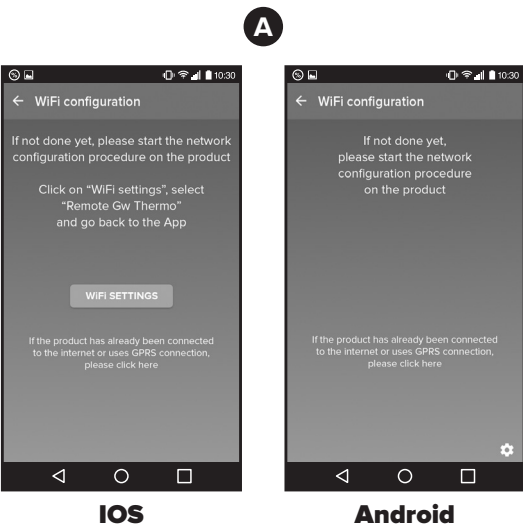 A
10:30
WiFi configuration
If not done yet, please start the network
configuration procedure on the product
Click on “WiFi settings”, select
“Remote Gw Thermo”
and go back to the App
WiFi SETTINGS
If the product has already been connected
to the internet or uses GPRS connection,
please click here
IOS
10:30
WiFi configuration
If not done yet,
please start the network
configuration procedure
on the product
If the product has already been connected
to the internet or uses GPRS connection,
please click here
Android